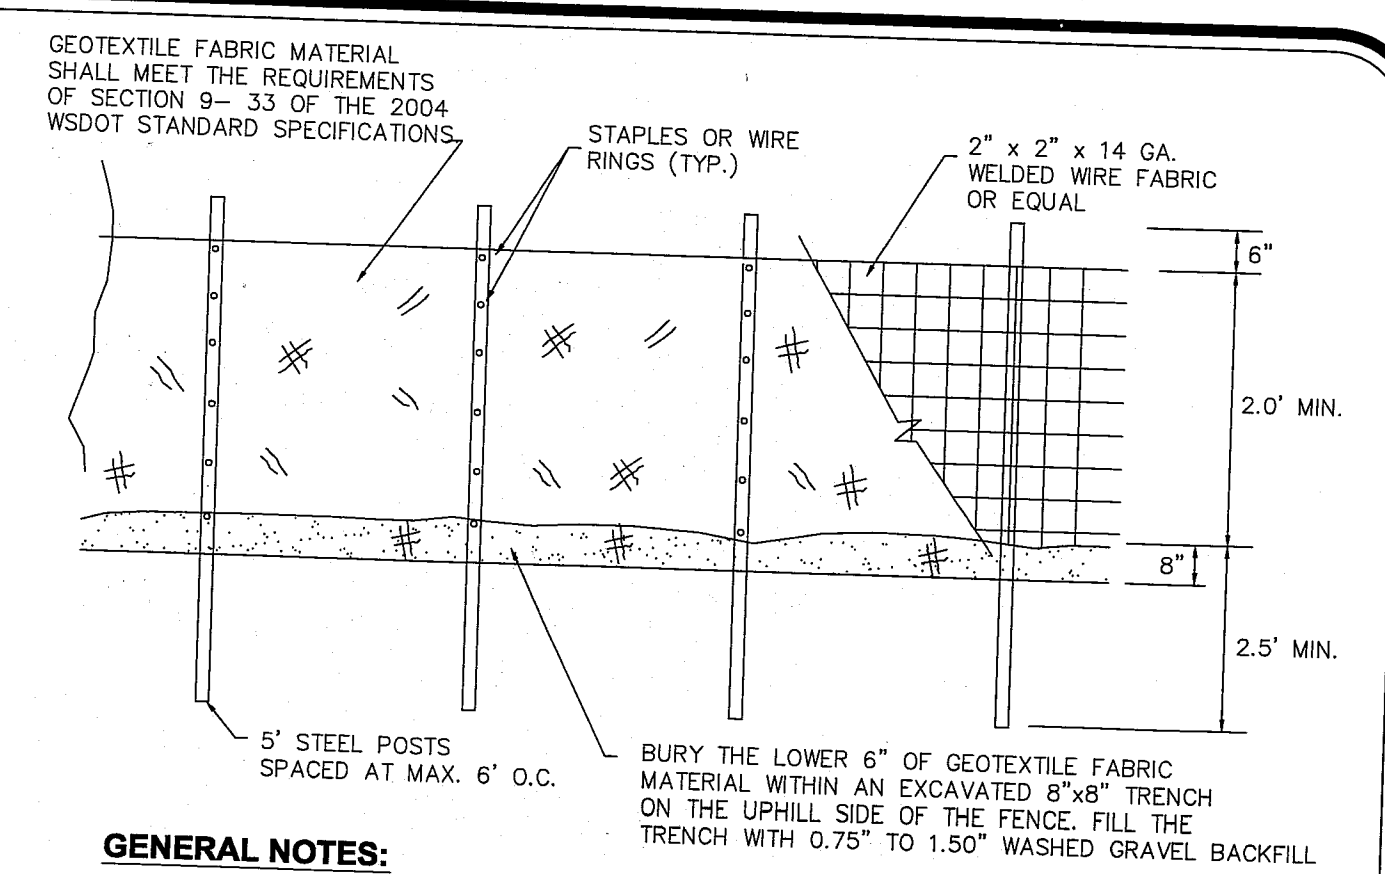 GEOTEXTILE FABRIC MATERIAL
SHALL MEET THE REQUIREMENTS
OF SECTION 9- 33 OF THE 2004
WSDOT STANDARD SPECIFICATIONS
STAPLES OR WIRE
RINGS (TYP.)
2" x 2" x 14 GA.
WELDED WIRE FABRIC
OR EQUAL
6"
2.0' MIN.
8"
2.5' MIN.
5' STEEL POSTS
SPACED AT MAX. 6' O.C.
BURY THE LOWER 6" OF GEOTEXTILE FABRIC
MATERIAL WITHIN AN EXCAVATED 8"x8" TRENCH
ON THE UPHILL SIDE OF THE FENCE. FILL THE
TRENCH WITH 0.75" TO 1.50" WASHED GRAVEL BACKFILL
GENERAL NOTES: